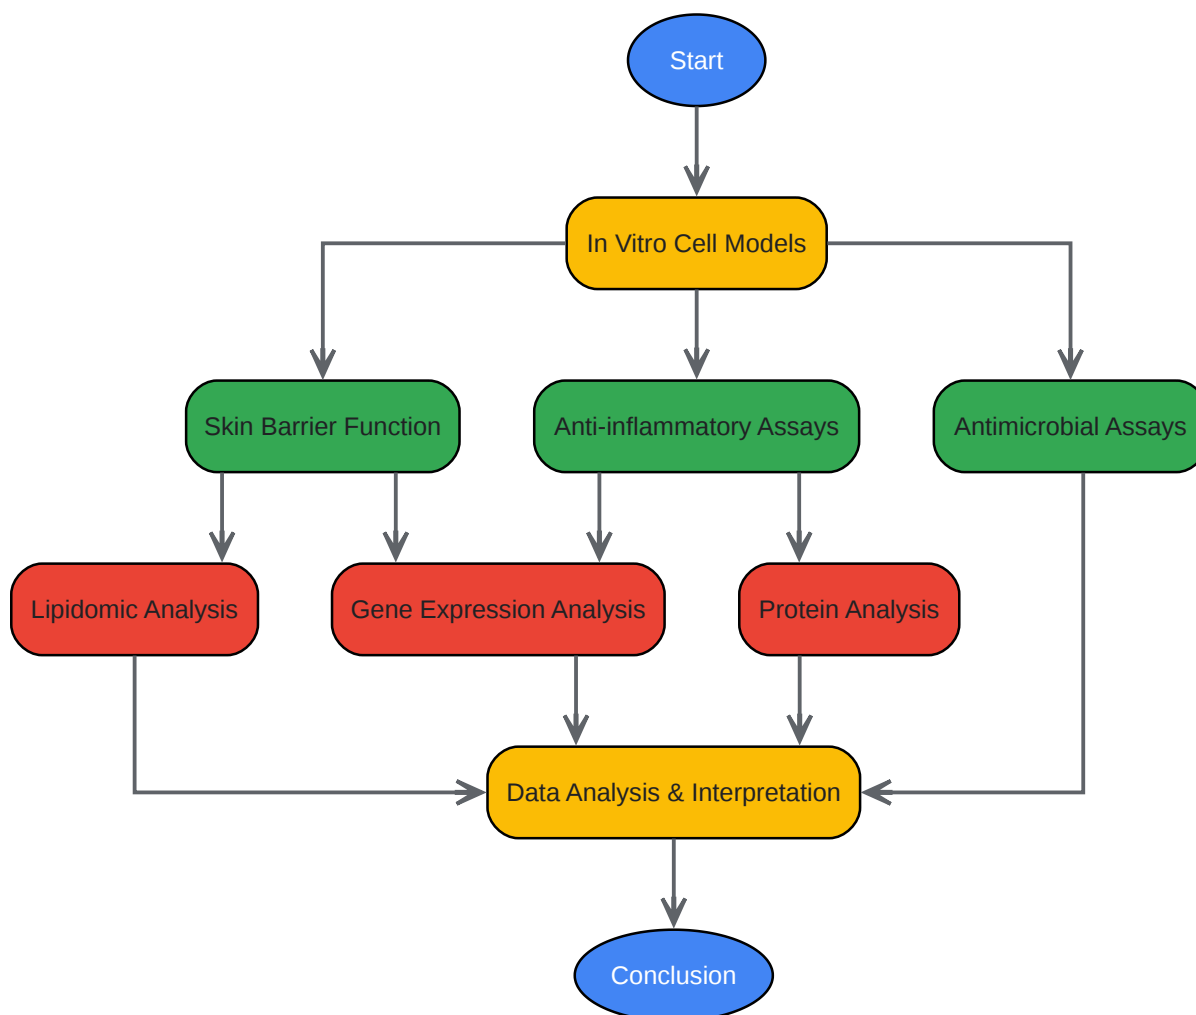 Start
In Vitro Cell Models
Skin Barrier Function
Anti-inflammatory Assays
Antimicrobial Assays
Lipidomic Analysis
Gene Expression Analysis
Protein Analysis
Data Analysis & Interpretation
Conclusion